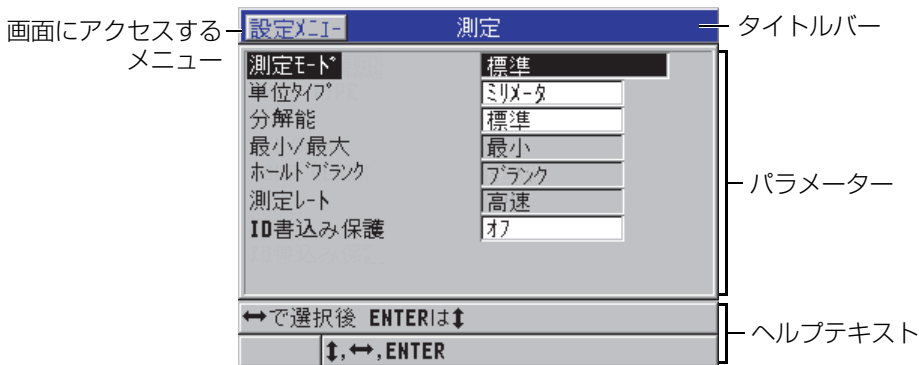 画面にアクセスする
メニュー
設定ﾒﾆｭｰ
測定
タイトルバー
測定ﾓｰﾄﾞ 標準
単位ﾀｲﾌﾟ ﾐﾘﾒｰﾀ
分解能 標準
最小/最大 最小
ﾎｰﾙﾄﾞﾌﾞﾗﾝｸ ﾌﾞﾗﾝｸ
測定ﾚｰﾄ 高速
ID書込み保護 ｵﾌ
パラメーター
↔で選択後 ENTERは↕
↕,↔,ENTER
ヘルプテキスト